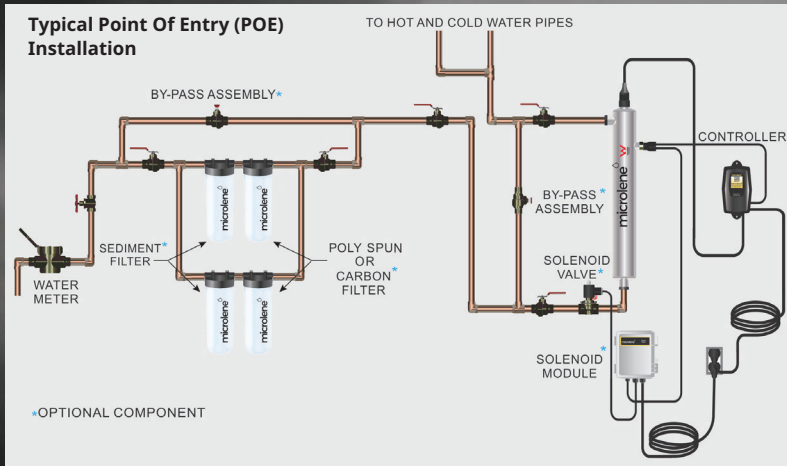 Typical Point Of Entry (POE)
Installation
TO HOT AND COLD WATER PIPES
BY-PASS ASSEMBLY*
CONTROLLER
microlene
microlene
microlene
BY-PASS*
ASSEMBLY
SEDIMENT*
FILTER
POLY SPUN
OR
CARBON*
FILTER
SOLENOID
VALVE*
WATER
METER
microlene
microlene
SOLENOID*
MODULE
*OPTIONAL COMPONENT